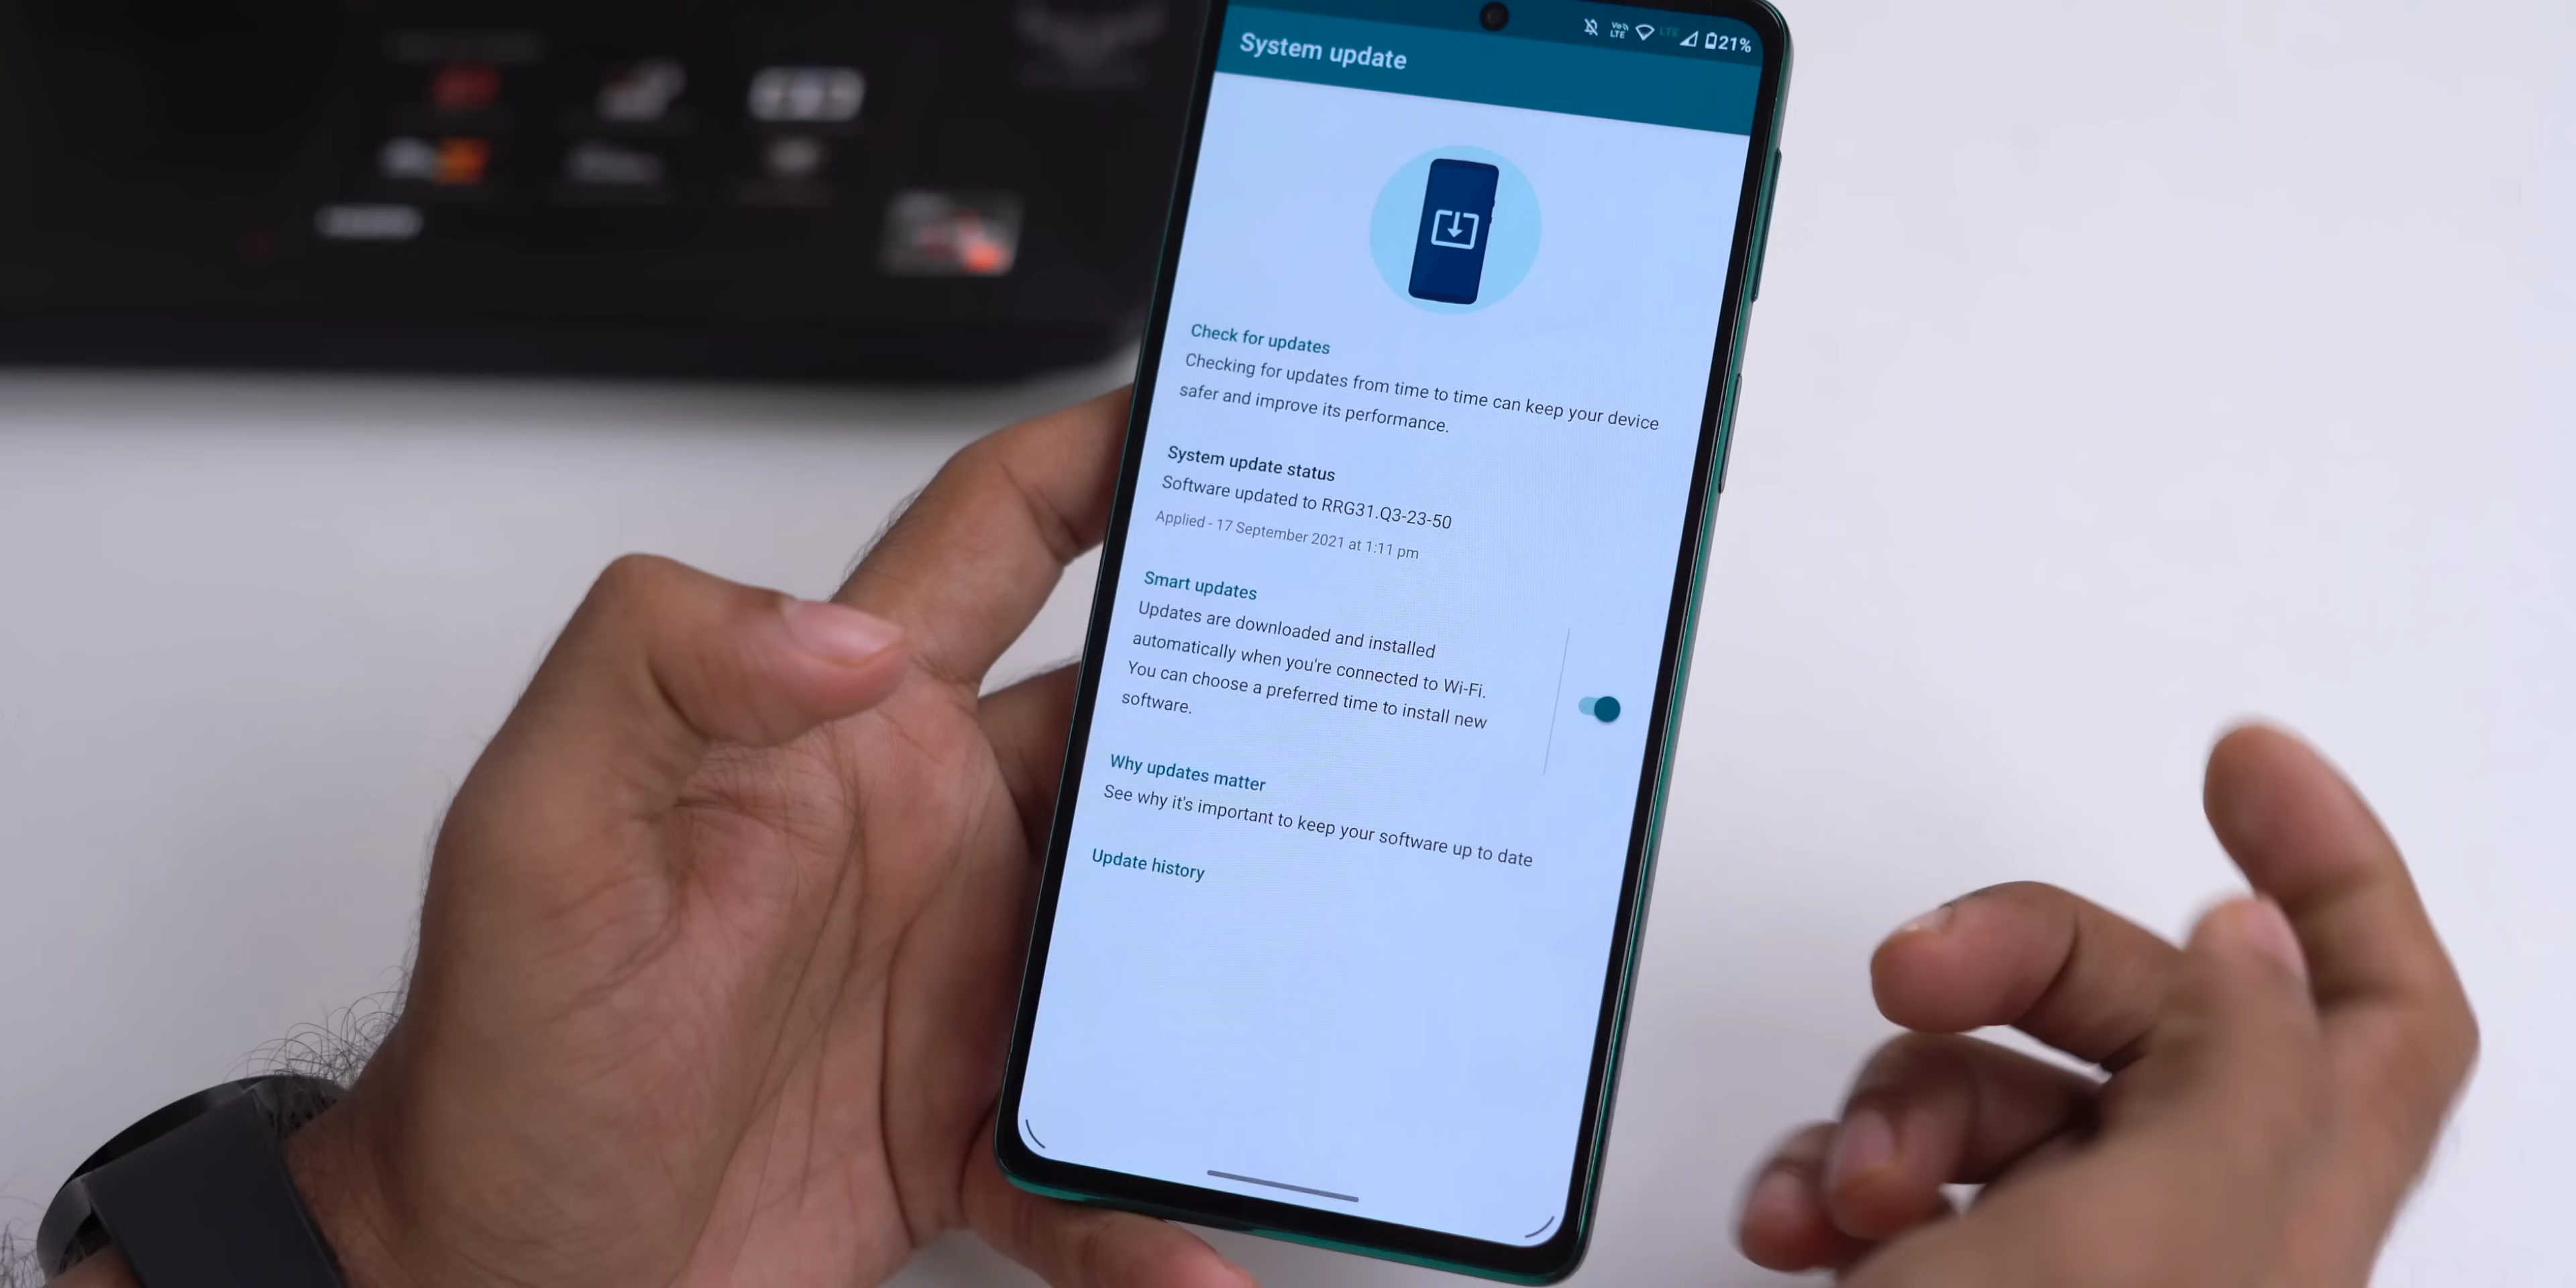 VoLTE LTE 21%
System update
Check for updates
Checking for updates from time to time can keep your device
safer and improve its performance.
System update status
Software updated to RRG31.Q3-23-50
Applied - 17 September 2021 at 1:11 pm
Smart updates
Updates are downloaded and installed
automatically when you're connected to Wi-Fi.
You can choose a preferred time to install new
software.
Why updates matter
See why it's important to keep your software up to date
Update history